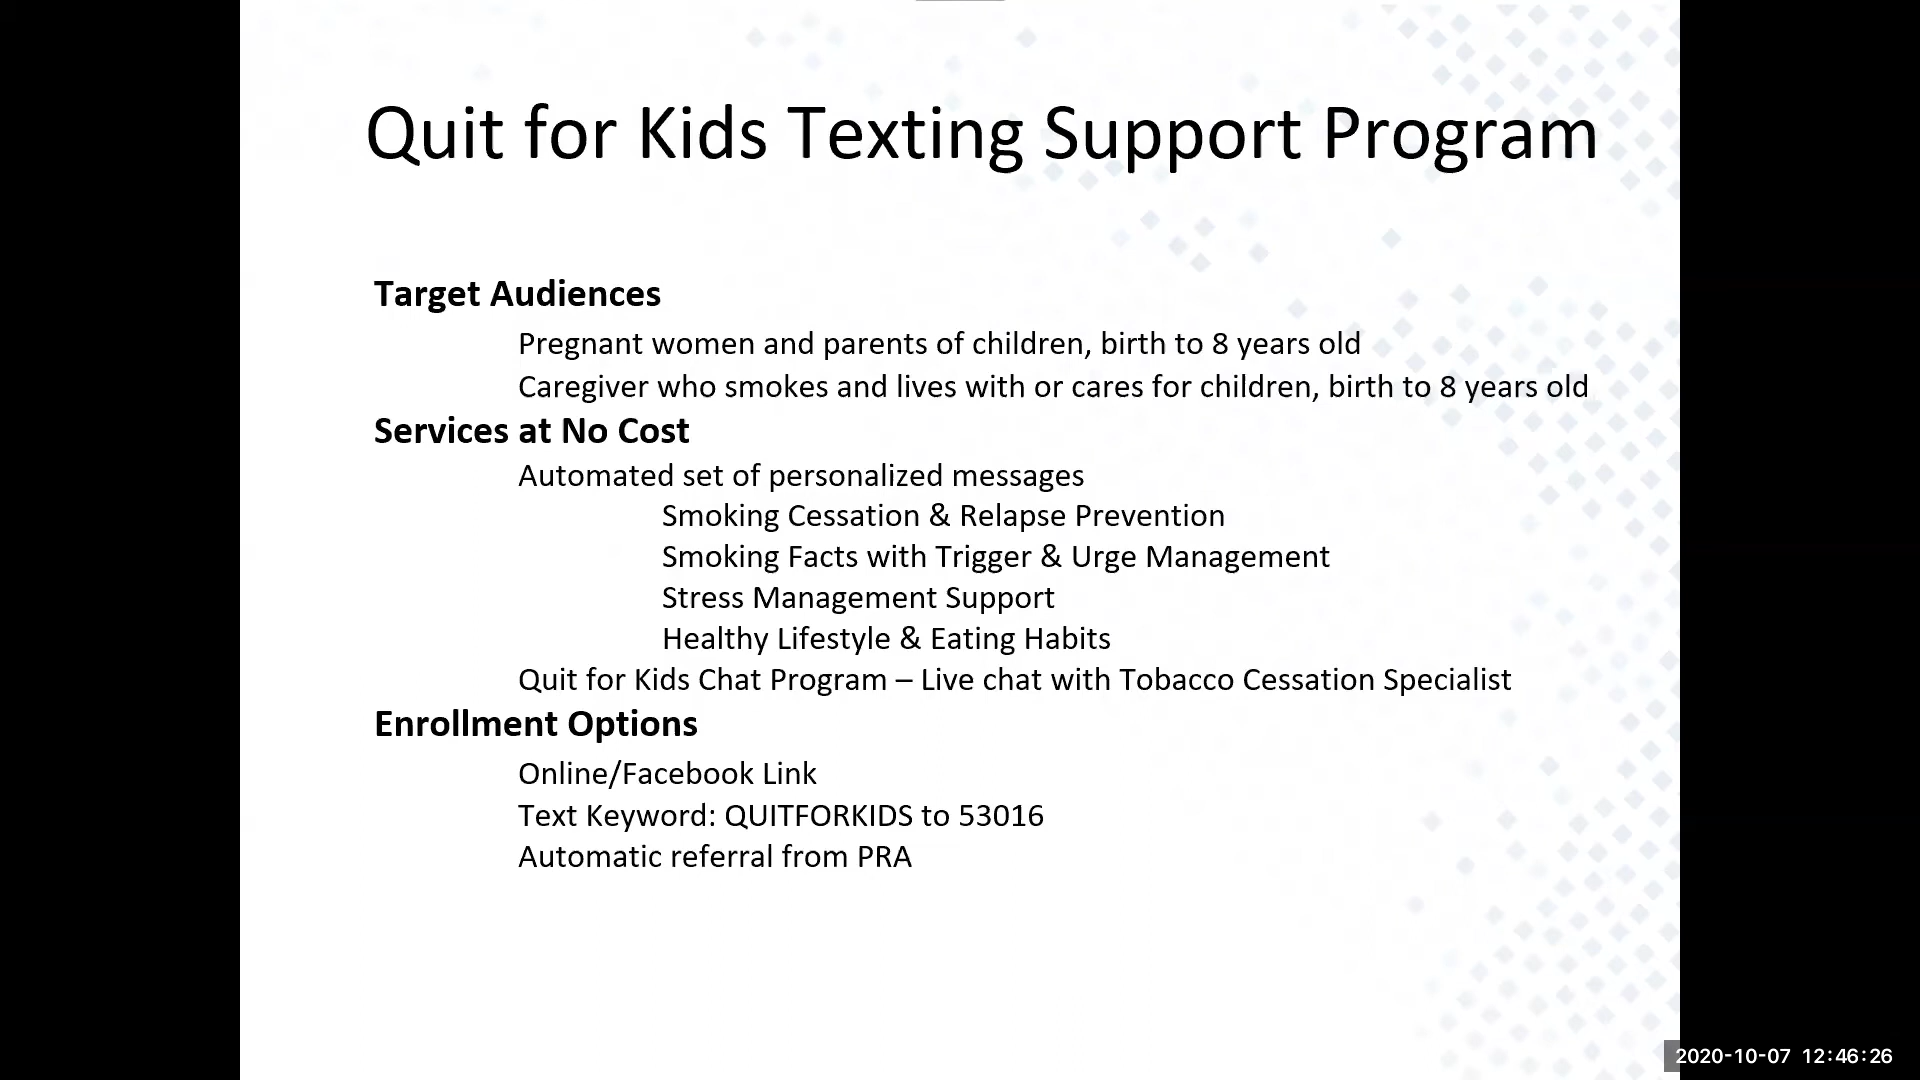 Quit for Kids Texting Support Program
Target Audiences
Pregnant women and parents of children, birth to 8 years old
Caregiver who smokes and lives with or cares for children, birth to 8 years old
Services at No Cost
Automated set of personalized messages
Smoking Cessation & Relapse Prevention
Smoking Facts with Trigger & Urge Management
Stress Management Support
Healthy Lifestyle & Eating Habits
Quit for Kids Chat Program – Live chat with Tobacco Cessation Specialist
Enrollment Options
Online/Facebook Link
Text Keyword: QUITFORKIDS to 53016
Automatic referral from PRA
2020-10-07 12:46:26